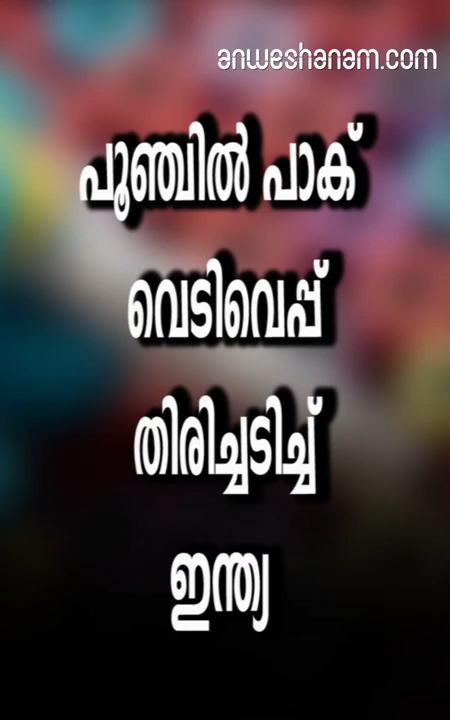 anweshanam.com
പൂഞ്ചിൽ പാക്
വെടിവെപ്പ്
തിരിച്ചടിച്ച്
ഇന്ത്യ